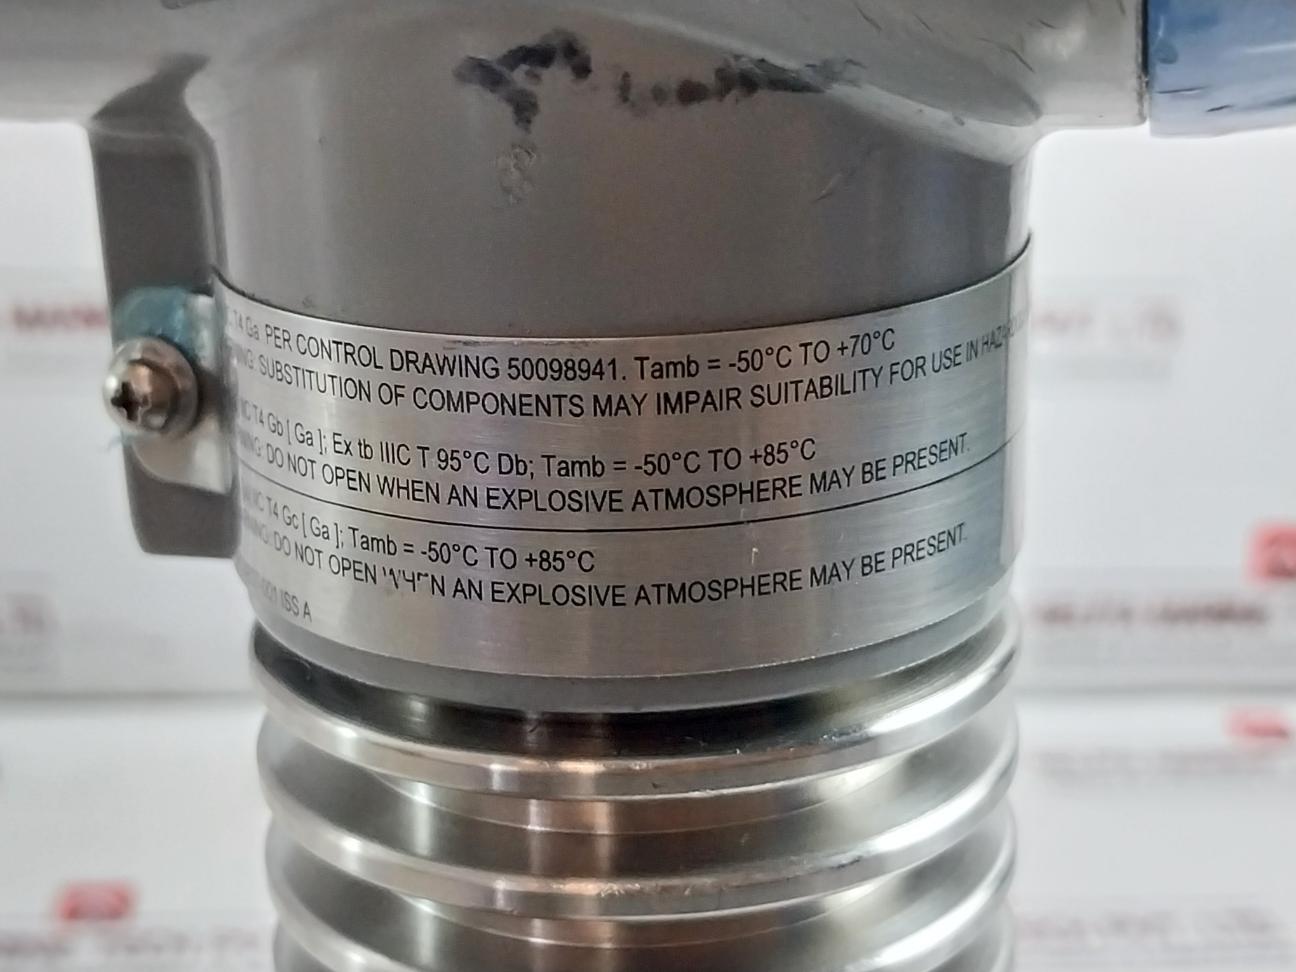 T4 Ga PER CONTROL DRAWING 50098941. Tamb = -50°C TO +70°C
SUBSTITUTION OF COMPONENTS MAY IMPAIR SUITABILITY FOR USE IN
IIC T4 Gb [ Ga ]; Ex tb IIIC T 95°C Db; Tamb = -50°C TO +85°C
DO NOT OPEN WHEN AN EXPLOSIVE ATMOSPHERE MAY BE PRESENT.
IIC T4 Gc [ Ga ]; Tamb = -50°C TO +85°C
DO NOT OPEN WHEN AN EXPLOSIVE ATMOSPHERE MAY BE PRESENT.
ISS A